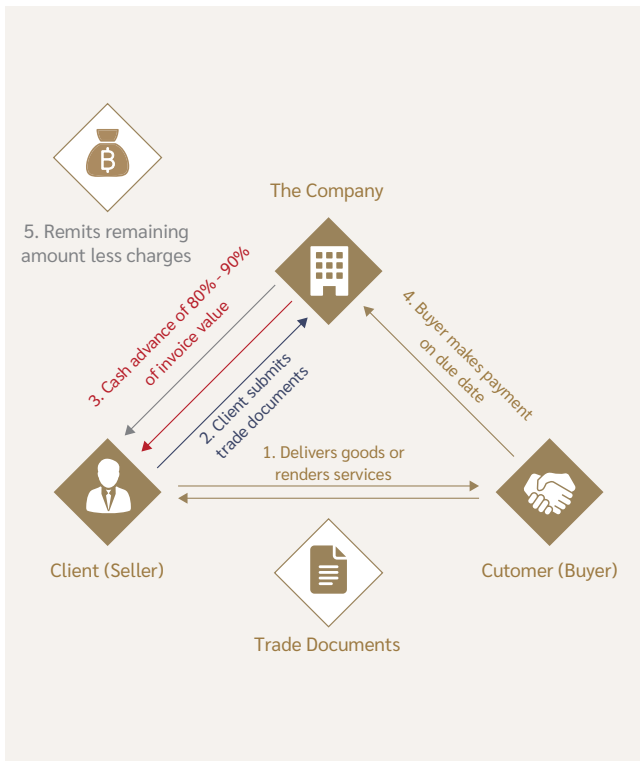 The Company
5. Remits remaining
amount less charges
3. Cash advance of 80% - 90%
of invoice value
2. Client submits
trade documents
4. Buyer makes payment
on due date
1. Delivers goods or
renders services
Client (Seller)
Cutomer (Buyer)
Trade Documents